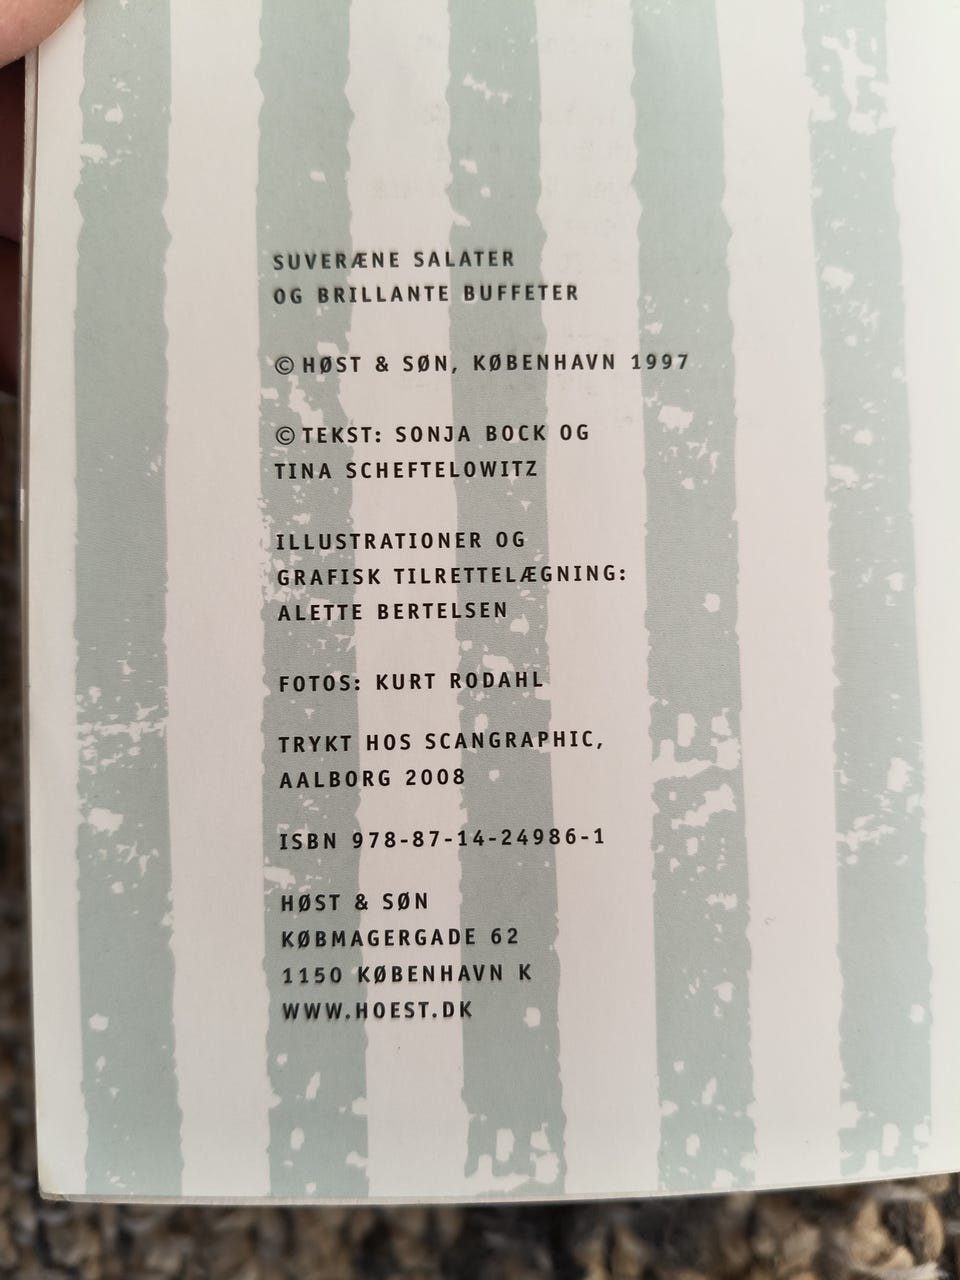 SUVERÆNE SALATER
OG BRILLANTE BUFFETER
© HØST & SØN, KØBENHAVN 1997
© TEKST: SONJA BOCK OG
TINA SCHEFTELOWITZ
ILLUSTRATIONER OG
GRAFISK TILRETTELÆGNING:
ALETTE BERTELSEN
FOTOS: KURT RODAHL
TRYKT HOS SCANGRAPHIC,
AALBORG 2008
ISBN 978-87-14-24986-1
HØST & SØN
KØBMAGERGADE 62
1150 KØBENHAVN K
WWW.HOEST.DK